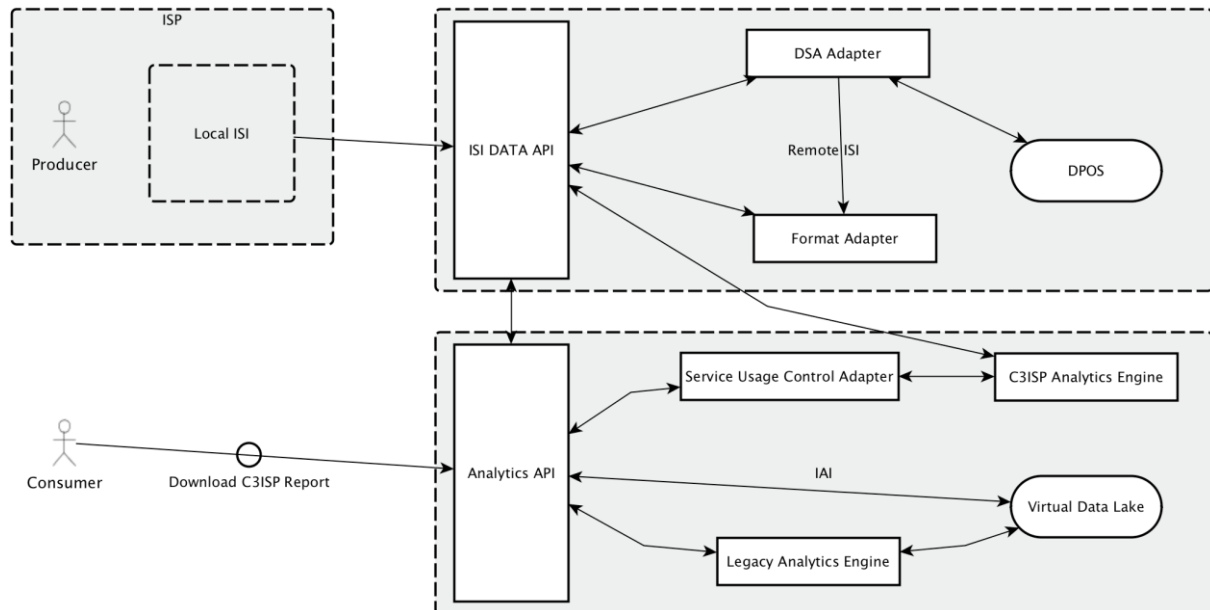 ISP
Producer
Local ISI
ISI DATA API
DSA Adapter
Remote ISI
DPOS
Format Adapter
Consumer
Download C3ISP Report
Analytics API
Service Usage Control Adapter
C3ISP Analytics Engine
IAI
Virtual Data Lake
Legacy Analytics Engine